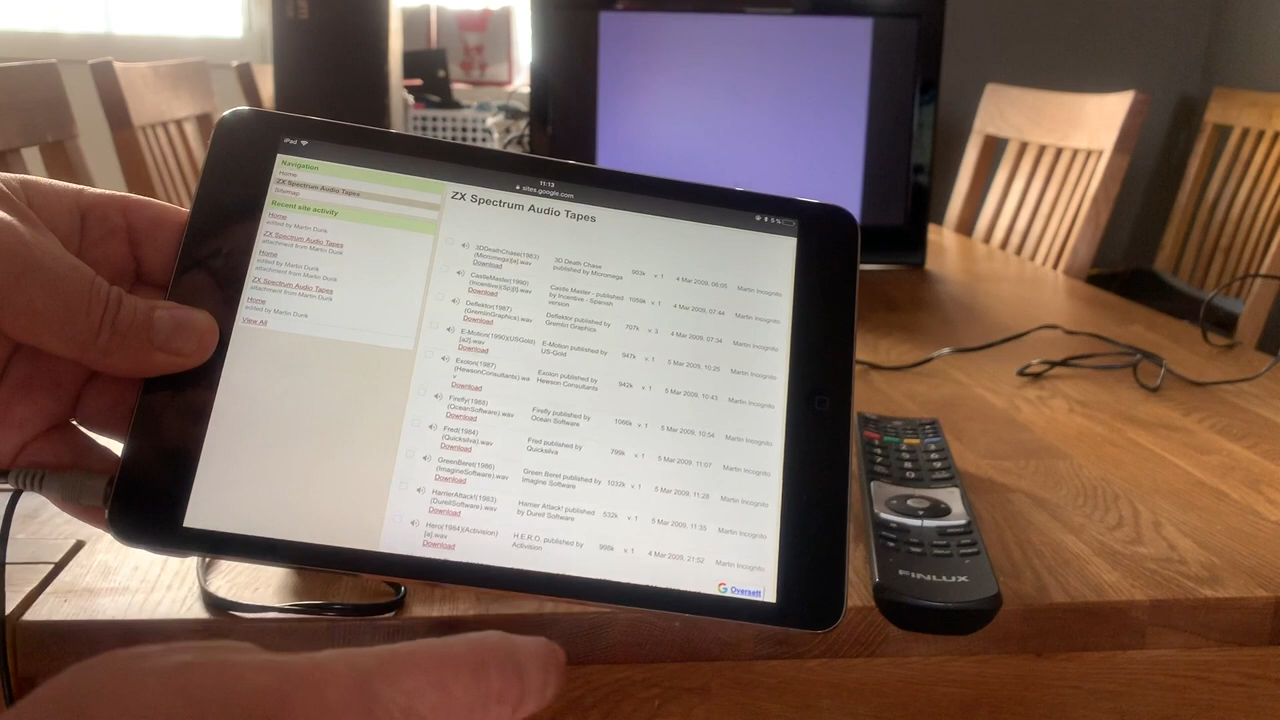 iPad
11:13
sites.google.com
5 %
Navigation
Home
ZX Spectrum Audio Tapes
Sitemap
Recent site activity
Home
edited by Martin Dunk
ZX Spectrum Audio Tapes
attachment from Martin Dunk
Home
edited by Martin Dunk
attachment from Martin Dunk
ZX Spectrum Audio Tapes
attachment from Martin Dunk
Home
edited by Martin Dunk
View All
ZX Spectrum Audio Tapes
3DDeathChase(1983)
(Micromega)[a].wav
Download
3D Death Chase
published by Micromega
903k v. 1 4 Mar 2009, 06:05 Martin Incognito
CastleMaster(1990)
(Incentive)(Sp)[t].wav
Download
Castle Master - published
by Incentive - Spanish
version
1059k v. 1 4 Mar 2009, 07:44 Martin Incognito
Deflektor(1987)
(GremlinGraphics).wav
Download
Deflektor published by
Gremlin Graphics
707k v. 3 4 Mar 2009, 07:34 Martin Incognito
E-Motion(1990)(USGold)
[a2].wav
Download
E-Motion published by
US-Gold
947k v. 1 5 Mar 2009, 10:25 Martin Incognito
Exolon(1987)
(HewsonConsultants).wa
v
Download
Exolon published by
Hewson Consultants
942k v. 1 5 Mar 2009, 10:43 Martin Incognito
Firefly(1988)
(OceanSoftware).wav
Download
Firefly published by
Ocean Software
1066k v. 1 5 Mar 2009, 10:54 Martin Incognito
Fred(1984)
(Quicksilva).wav
Download
Fred published by
Quicksilva
799k v. 1 5 Mar 2009, 11:07 Martin Incognito
GreenBeret(1986)
(ImagineSoftware).wav
Download
Green Beret published by
Imagine Software
1032k v. 1 5 Mar 2009, 11:28 Martin Incognito
HarrierAttack!(1983)
(DurellSoftware).wav
Download
Harrier Attack! published
by Durell Software
532k v. 1 5 Mar 2009, 11:35 Martin Incognito
Hero(1984)(Activision)
[a].wav
Download
H.E.R.O. published by
Activision
998k v. 1 4 Mar 2009, 21:52 Martin Incognito
G Oversett
FINLUX